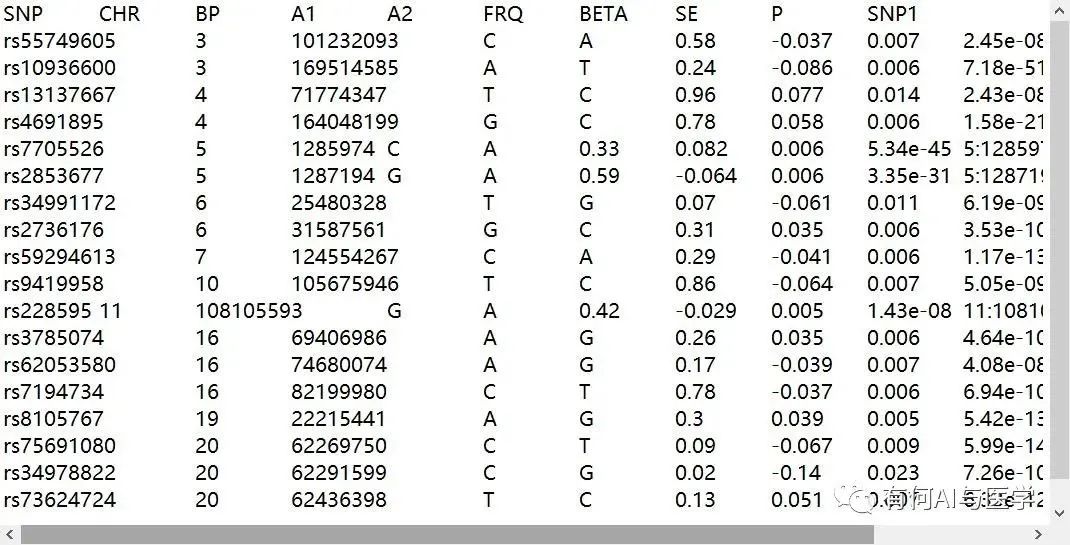 SNP CHR BP A1 A2 FRQ BETA SE P SNP1
rs55749605 3 101232093 C A 0.58 -0.037 0.007 2.45e-08
rs10936600 3 169514585 A T 0.24 -0.086 0.006 7.18e-51
rs13137667 4 71774347 T C 0.96 0.077 0.014 2.43e-08
rs4691895 4 164048199 G C 0.78 0.058 0.006 1.58e-21
rs7705526 5 1285974 C A 0.33 0.082 0.006 5.34e-45 5:128597
rs2853677 5 1287194 G A 0.59 -0.064 0.006 3.35e-31 5:128719
rs34991172 6 25480328 T G 0.07 -0.061 0.011 6.19e-09
rs2736176 6 31587561 G C 0.31 0.035 0.006 3.53e-10
rs59294613 7 124554267 C A 0.29 -0.041 0.006 1.17e-13
rs9419958 10 105675946 T C 0.86 -0.064 0.007 5.05e-09
rs228595 11 108105593 G A 0.42 -0.029 0.005 1.43e-08 11:10810
rs3785074 16 69406986 A G 0.26 0.035 0.006 4.64e-10
rs62053580 16 74680074 A G 0.17 -0.039 0.007 4.08e-08
rs7194734 16 82199980 C T 0.78 -0.037 0.006 6.94e-10
rs8105767 19 22215441 A G 0.3 0.039 0.005 5.42e-13
rs75691080 20 62269750 C T 0.09 -0.067 0.009 5.99e-14
rs34978822 20 62291599 C G 0.02 -0.14 0.023 7.26e-10
rs73624724 20 62436398 T C 0.13 0.051
有何AI与医学